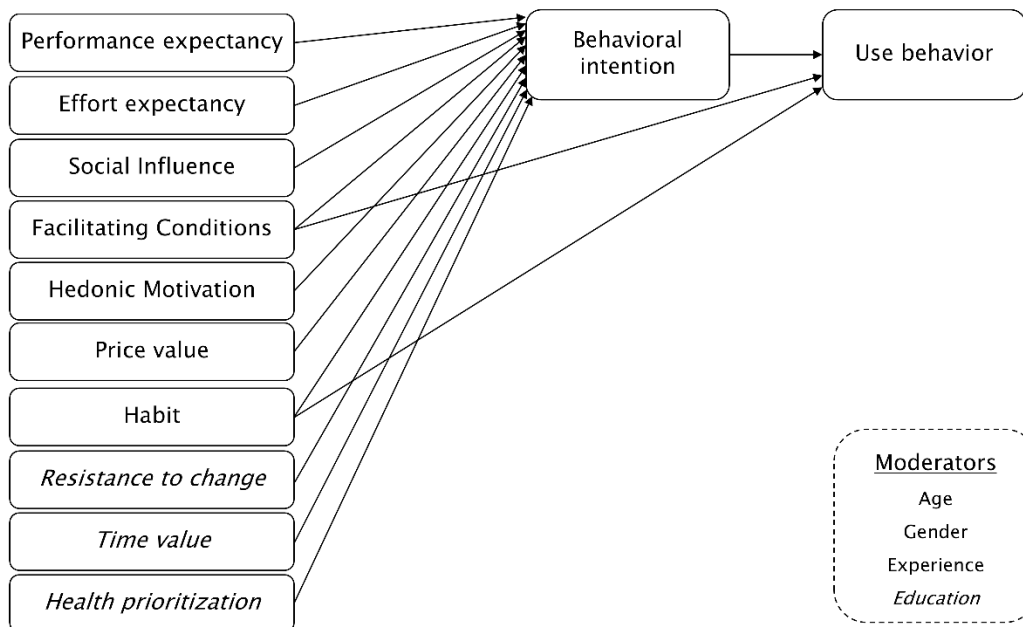 Performance expectancy
Effort expectancy
Social Influence
Facilitating Conditions
Hedonic Motivation
Price value
Habit
Resistance to change
Time value
Health prioritization
Behavioral
intention
Use behavior
Moderators
Age
Gender
Experience
Education